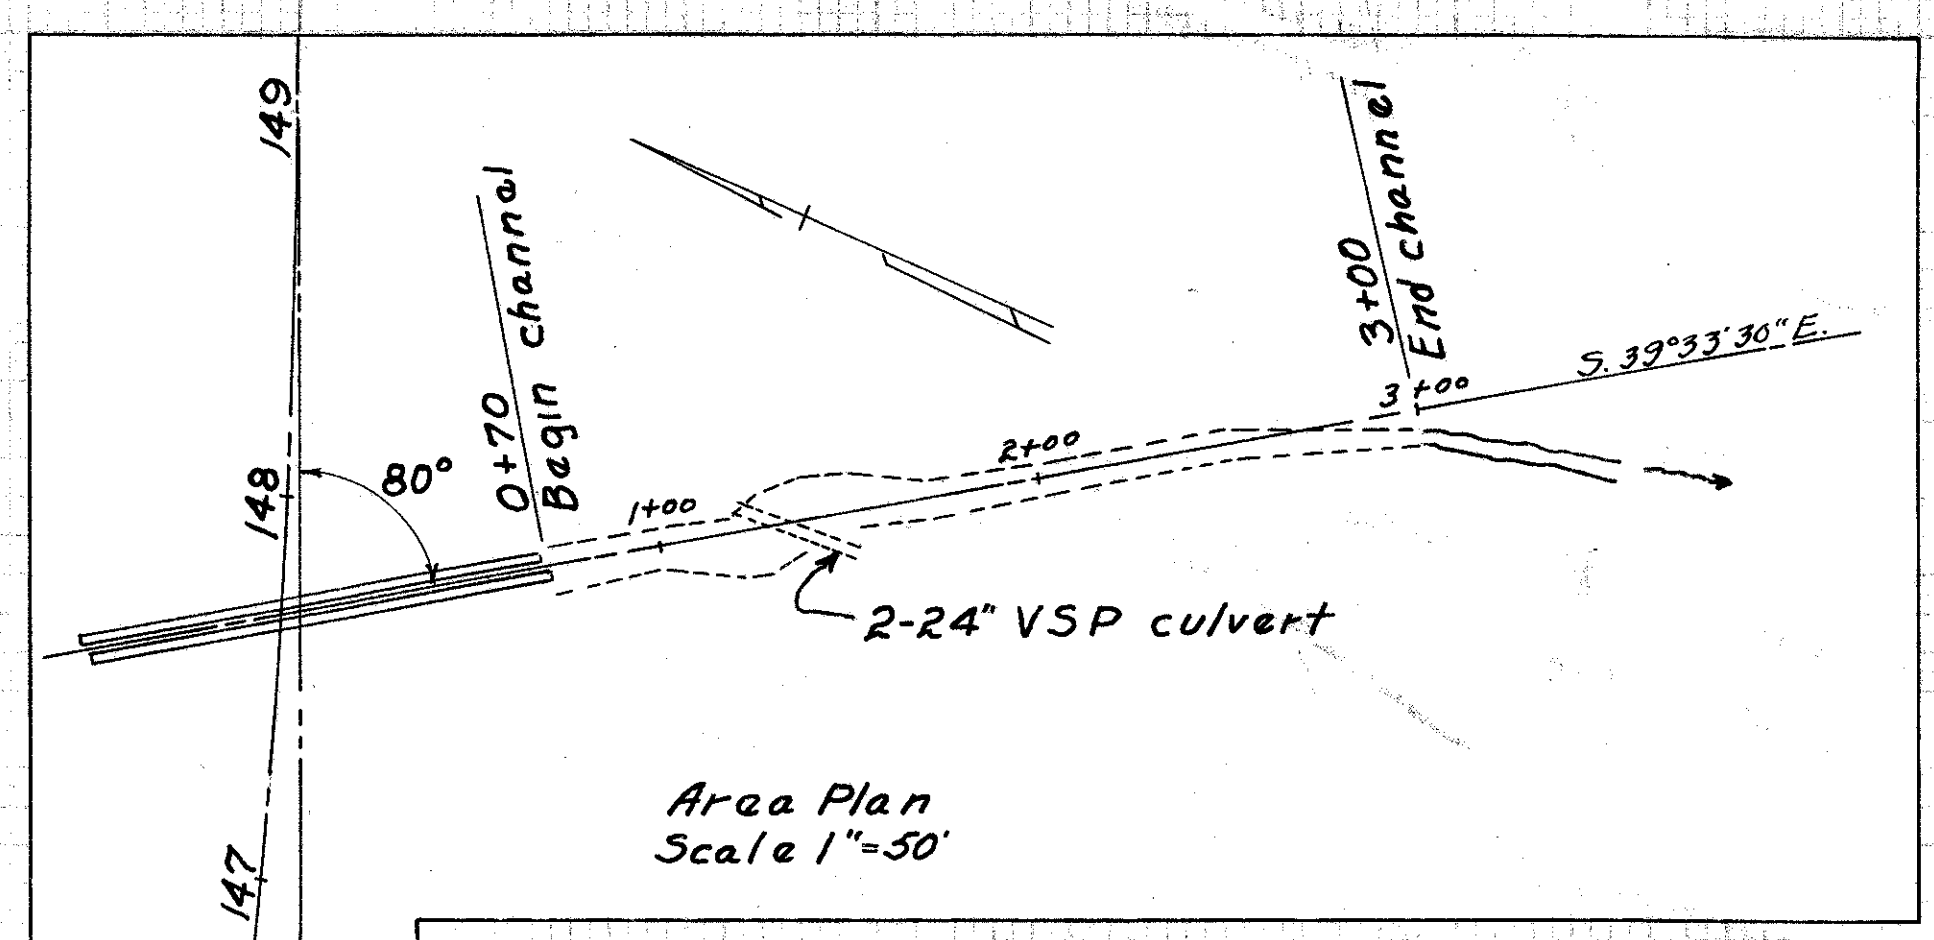 149
148
147
80°
0+70
Begin channel
1+00
2+00
3+00
End channel
3+00
S. 39°33'30" E.
2-24" VSP culvert
Area Plan
Scale 1"=50'